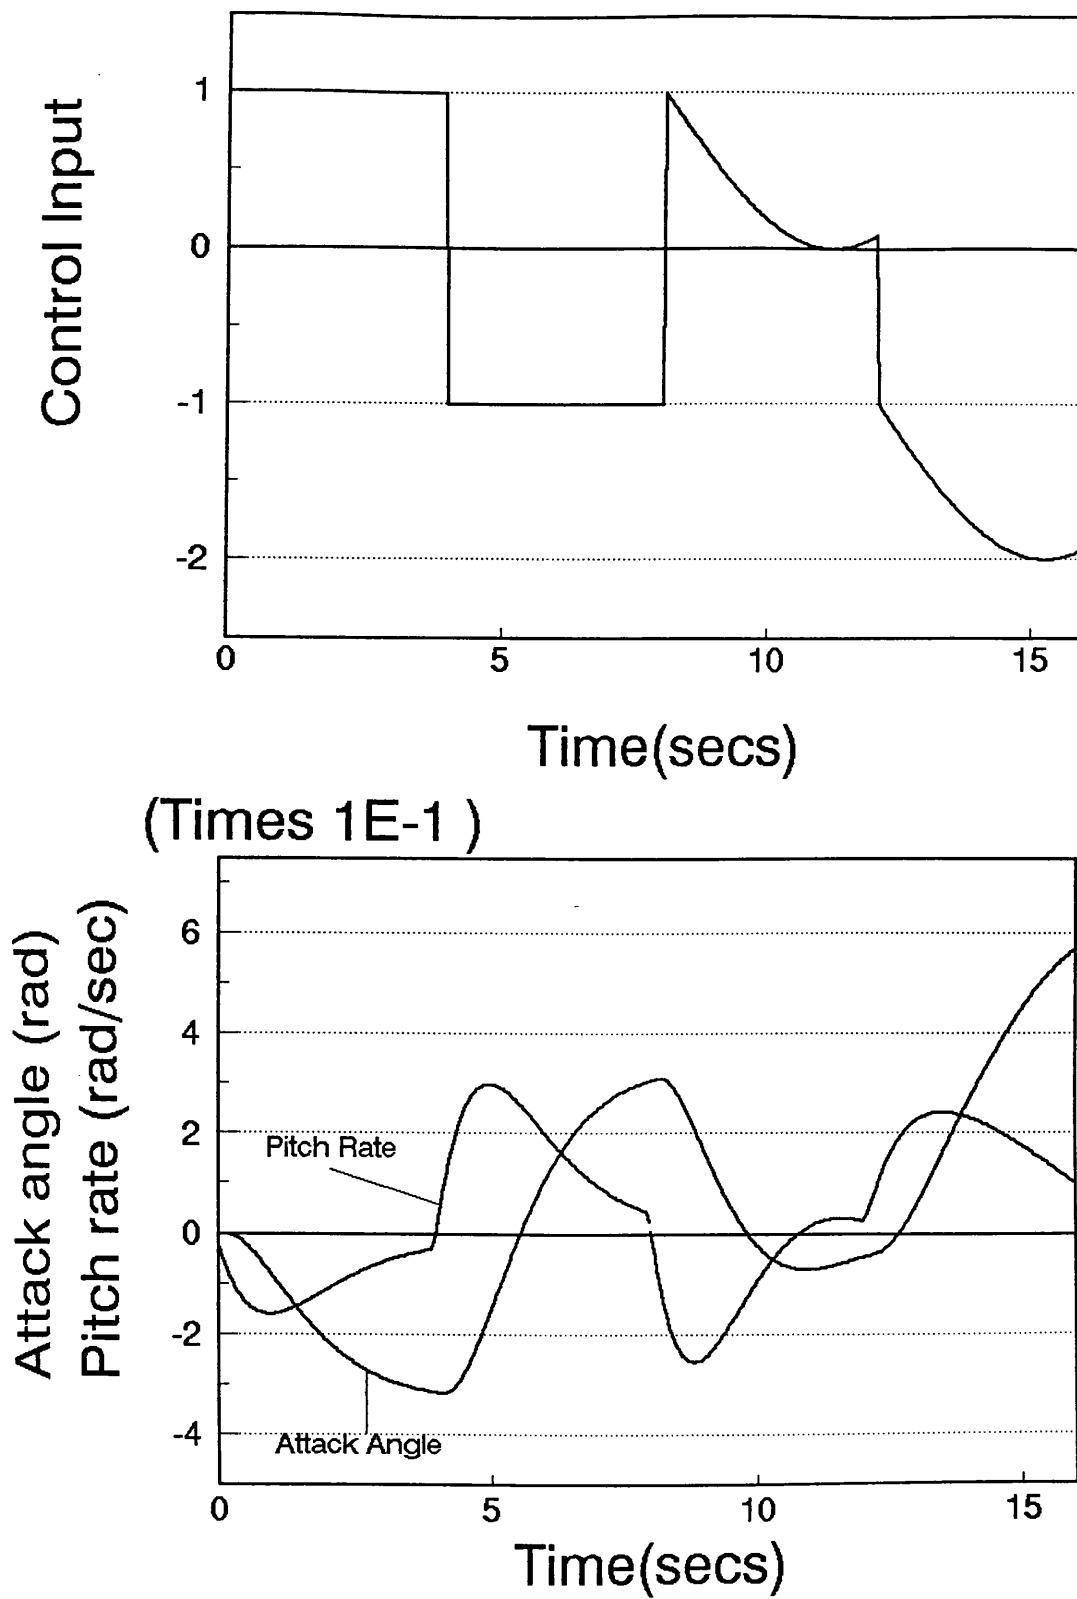 Control Input
1
0
-1
-2
0
5
10
15
Time(secs)
(Times 1E-1 )
Attack angle (rad)
Pitch rate (rad/sec)
6
4
2
0
-2
-4
Pitch Rate
Attack Angle
0
5
10
15
Time(secs)